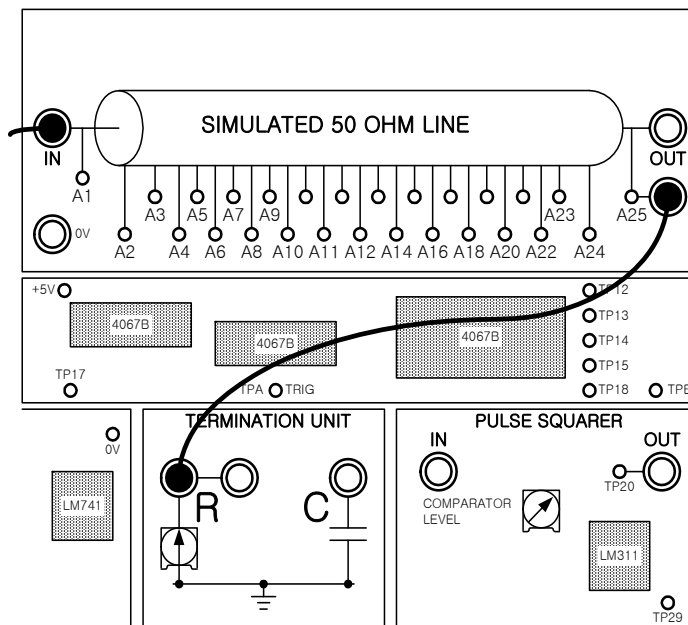 SIMULATED 50 OHM LINE
IN
OUT
A1
A3 A5 A7 A9 A23 A25
0V
A2 A4 A6 A8 A10 A11 A12 A14 A16 A18 A20 A22 A24
+5V
TP12
4067B
4067B
4067B
TP13
TP14
TP15
TP17
TPA TRIG
TP18
TPB
TERMINATION UNIT
PULSE SQUARER
0V
IN
OUT
LM741
R
C
COMPARATOR
LEVEL
TP20
LM311
TP29